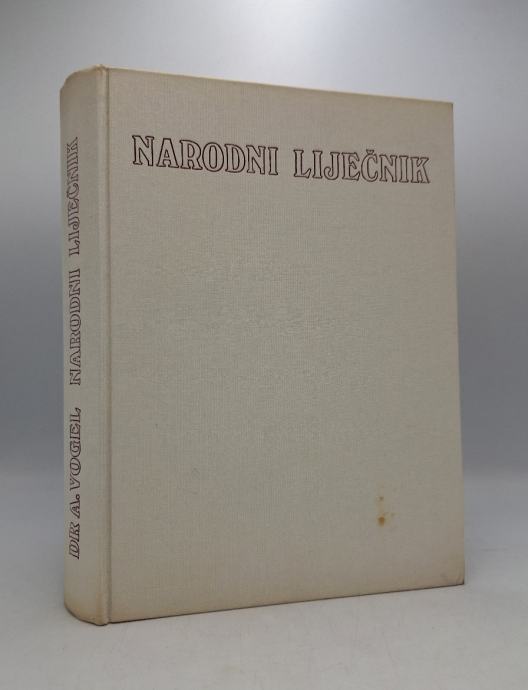 NARODNI LIJEČNIK
DR A. VOGEL NARODNI LIJEČNIK